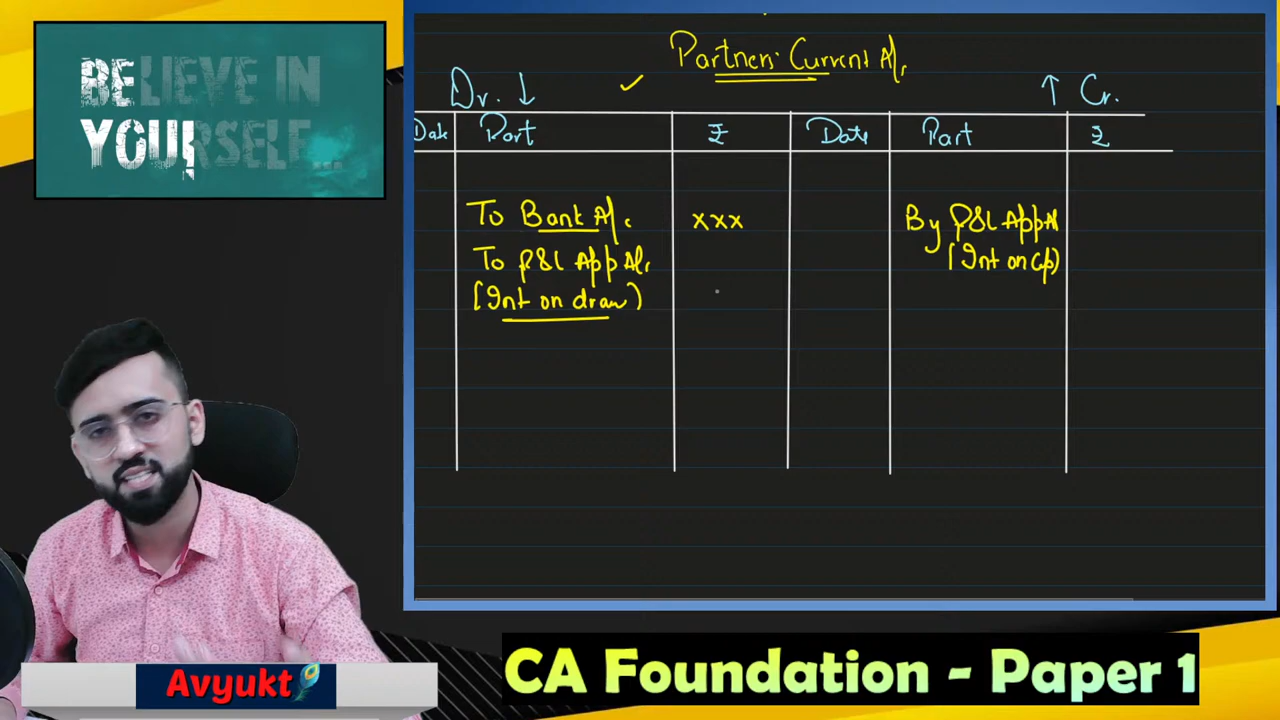 BELIEVE IN
YOURSELF...
Partners' Current A/c
Dr. ↓ ✓ ↑ Cr.
Date Part ₹ Date Part ₹
To Bank A/c xxx By P&L App A/c
To P&L App A/c (Int on cp)
(Int on draw)
Avyukt
CA Foundation - Paper 1